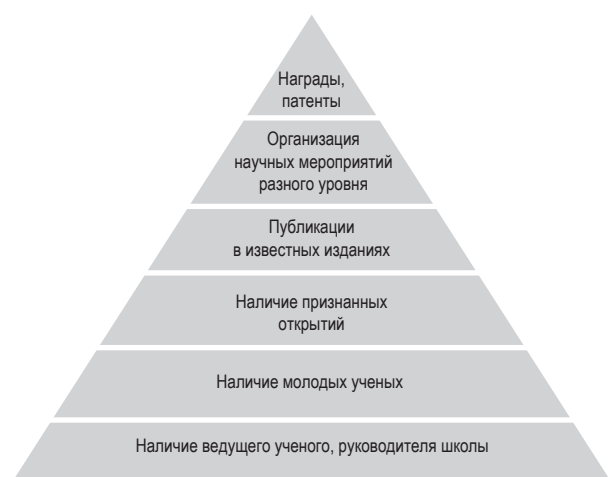 Награды,
патенты
Организация
научных мероприятий
разного уровня
Публикации
в известных изданиях
Наличие признанных
открытий
Наличие молодых ученых
Наличие ведущего ученого, руководителя школы